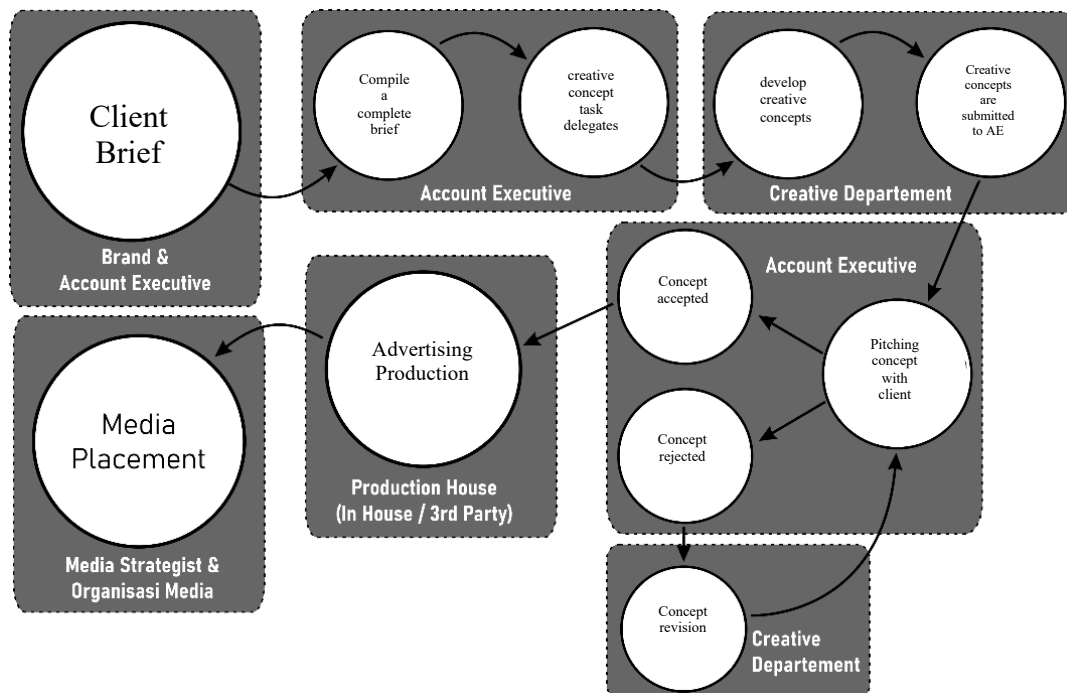 Client
Brief
Brand &
Account Executive
Compile
a
complete
brief
creative
concept
task
delegates
Account Executive
develop
creative
concepts
Creative
concepts
are
submitted
to AE
Creative Departement
Account Executive
Pitching
concept
with
client
Concept
accepted
Concept
rejected
Concept
revision
Creative
Departement
Advertising
Production
Production House
(In House / 3rd Party)
Media
Placement
Media Strategist &
Organisasi Media